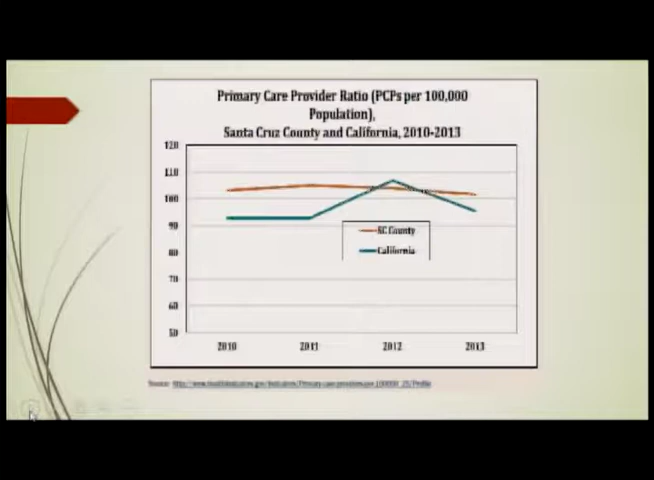 Primary Care Provider Ratio (PCPs per 100,000
Population),
Santa Cruz County and California, 2010-2013
120
110
100
90
80
70
60
50
SC County
California
2010
2011
2012
2013
Source: